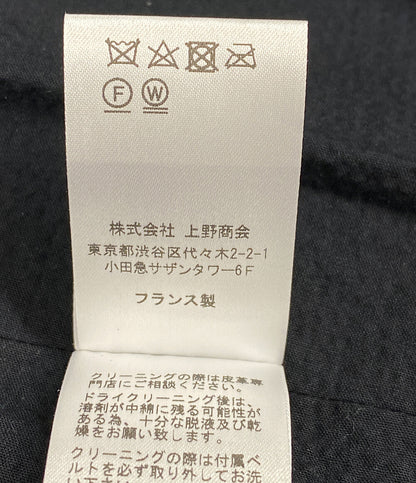 F W
株式会社 上野商会
東京都渋谷区代々木2-2-1
小田急サザンタワー6F
フランス製
クリーニングの際は皮革専
門店にご相談ください。
ドライクリーニング後は、
溶剤が中綿に残る可能性が
ある為、十分な脱液及び乾
燥をお願い致します。
クリーニングの際は付属ベ
ルトを必ず取り外してお洗
い下さい